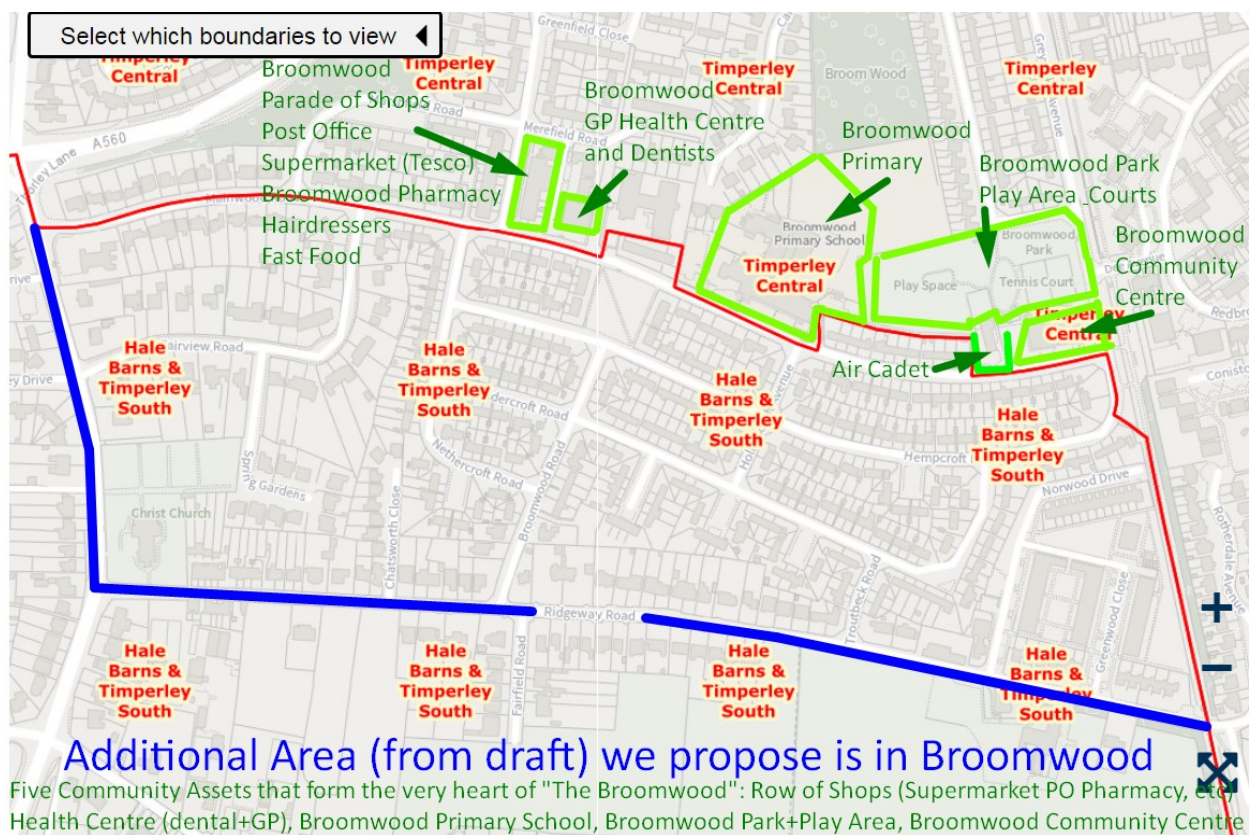 Select which boundaries to view
Greenfield Close
Timperley
Central
Timperley
Central
Timperley
Central
Timperley
Central
Broom Wood
A560
Broomwood
Parade of Shops
Post Office
Supermarket (Tesco)
Broomwood Pharmacy
Hairdressers
Fast Food
Broomwood
GP Health Centre
and Dentists
Merefield Road
Broomwood
Primary
Broomwood Park
Play Area Courts
Broomwood
Community
Centre
Broomwood
Primary School
Timperley
Central
Broomwood
Park
Play Space
Tennis Court
Timperley
Central
Air Cadet
Hale
Barns &
Timperley
South
Hale
Barns &
Timperley
South
Hale
Barns &
Timperley
South
Hale
Barns &
Timperley
South
Hempcroft
Norwood Drive
Nethercroft Road
Spring Gardens
Christ Church
Chatsworth Close
Broomwood Road
Ridgeway Road
Fairfield Road
Troutbeck Road
Greenwood Close
Rotherdale Avenue
Hale
Barns &
Timperley
South
Hale
Barns &
Timperley
South
Hale
Barns &
Timperley
South
Hale
Barns &
Timperley
South
+
−
Additional Area (from draft) we propose is in Broomwood
Five Community Assets that form the very heart of "The Broomwood": Row of Shops (Supermarket PO Pharmacy, etc)
Health Centre (dental+GP), Broomwood Primary School, Broomwood Park+Play Area, Broomwood Community Centre